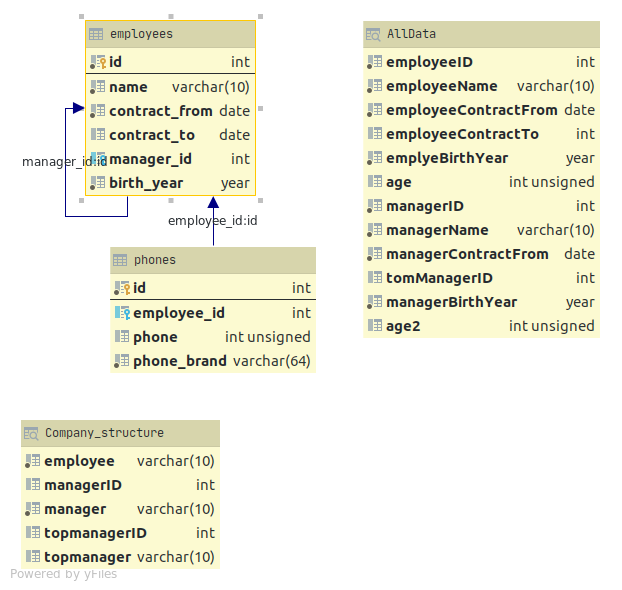 employees
id int
name varchar(10)
contract_from date
contract_to date
manager_id int
birth_year year
manager_id:id
employee_id:id
phones
id int
employee_id int
phone int unsigned
phone_brand varchar(64)
AllData
employeeID int
employeeName varchar(10)
employeeContractFrom date
employeeContractTo int
emplyeBirthYear year
age int unsigned
managerID int
managerName varchar(10)
managerContractFrom date
tomManagerID int
managerBirthYear year
age2 int unsigned
Company_structure
employee varchar(10)
managerID int
manager varchar(10)
topmanagerID int
topmanager varchar(10)
Powered by yFiles